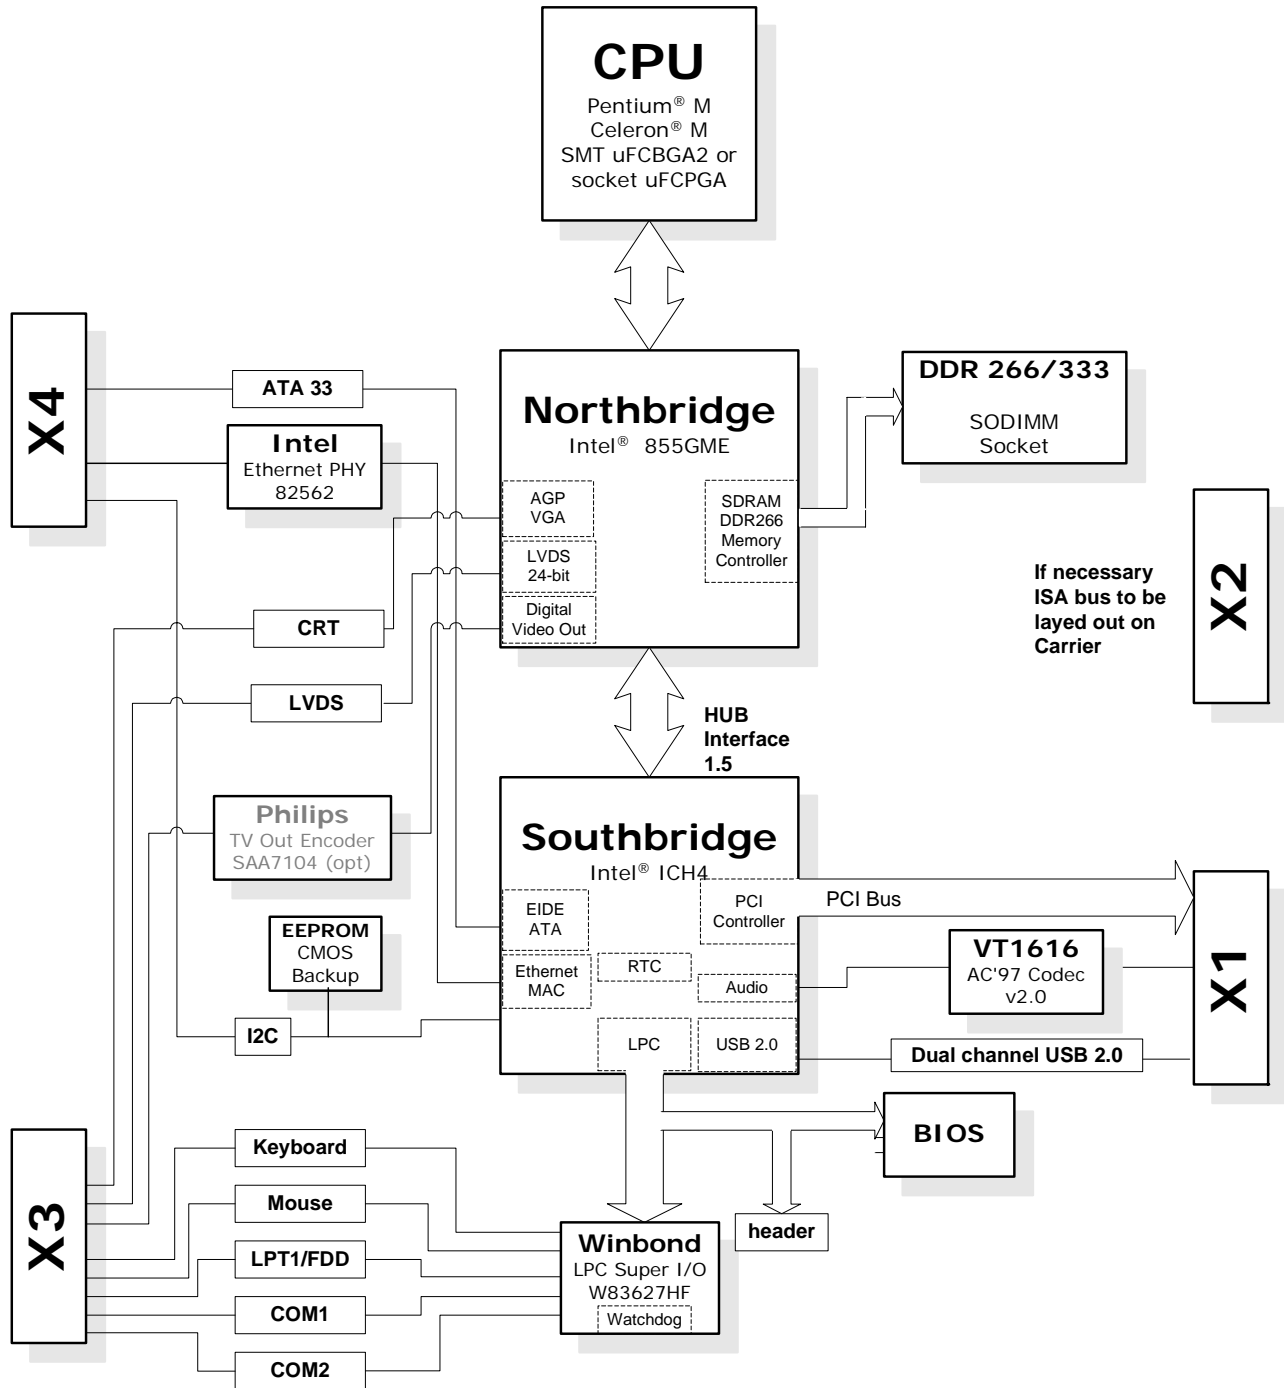 CPU
Pentium® M
Celeron® M
SMT uFCBGA2 or
socket uFCPGA
X4
ATA 33
Intel
Ethernet PHY
82562
Northbridge
Intel® 855GME
AGP
VGA
LVDS
24-bit
Digital
Video Out
SDRAM
DDR266
Memory
Controller
DDR 266/333
SODIMM
Socket
If necessary
ISA bus to be
layed out on
Carrier
X2
CRT
LVDS
HUB
Interface
1.5
Philips
TV Out Encoder
SAA7104 (opt)
EEPROM
CMOS
Backup
I2C
Southbridge
Intel® ICH4
EIDE
ATA
Ethernet
MAC
RTC
LPC
PCI
Controller
Audio
USB 2.0
PCI Bus
VT1616
AC'97 Codec
v2.0
Dual channel USB 2.0
X1
BIOS
header
X3
Keyboard
Mouse
LPT1/FDD
COM1
COM2
Winbond
LPC Super I/O
W83627HF
Watchdog